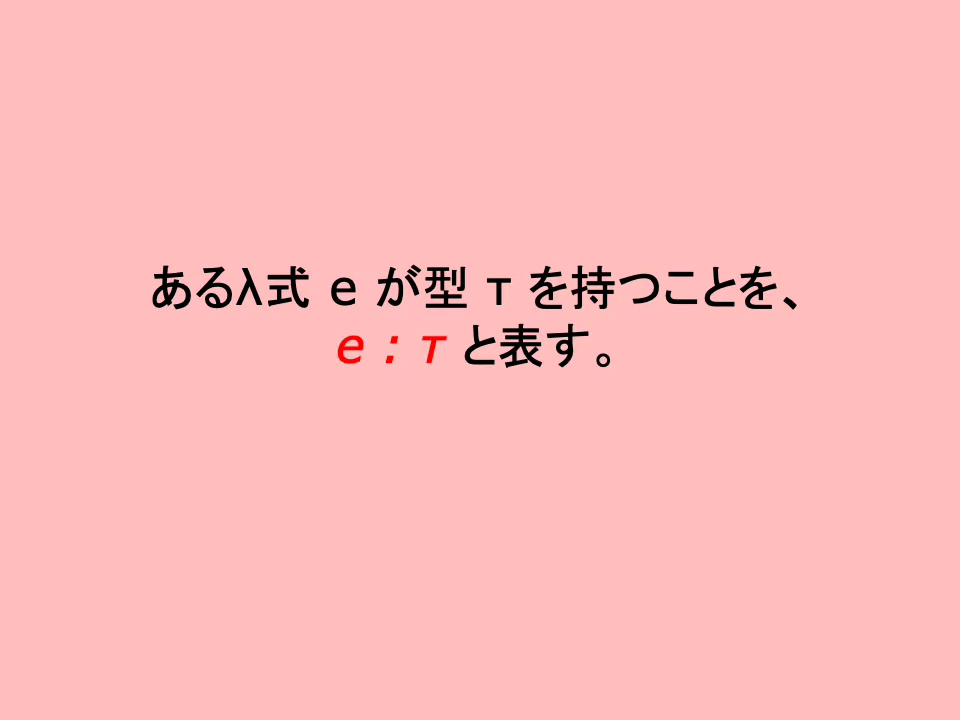 あるλ式 e が型 τ を持つことを、
e : τ と表す。